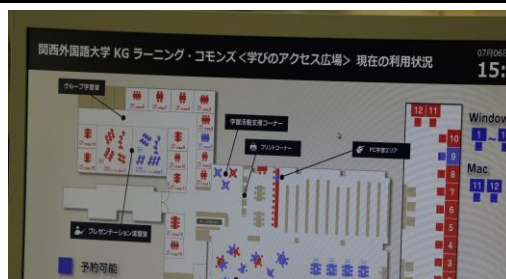 関西外国語大学 KG ラーニング・コモンズ<学びのアクセス広場> 現在の利用状況
07月06
15:
グループ学習室
学習活動支援コーナー
プリントコーナー
PC学習エリア
プレゼンテーション演習室
予約可能
12 11
10
9
8
7
6
5
4
3
Window
1 ~
Mac
11 12